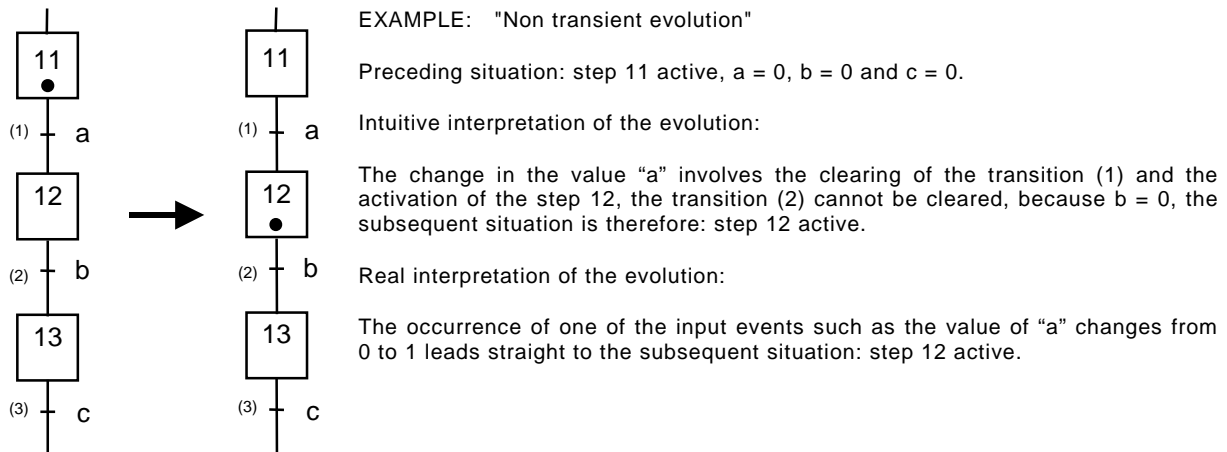 11
(1) a
12
(2) b
13
(3) c
11
(1) a
12
(2) b
13
(3) c
EXAMPLE: "Non transient evolution"
Preceding situation: step 11 active, a = 0, b = 0 and c = 0.
Intuitive interpretation of the evolution:
The change in the value “a” involves the clearing of the transition (1) and the
activation of the step 12, the transition (2) cannot be cleared, because b = 0, the
subsequent situation is therefore: step 12 active.
Real interpretation of the evolution:
The occurrence of one of the input events such as the value of “a” changes from
0 to 1 leads straight to the subsequent situation: step 12 active.